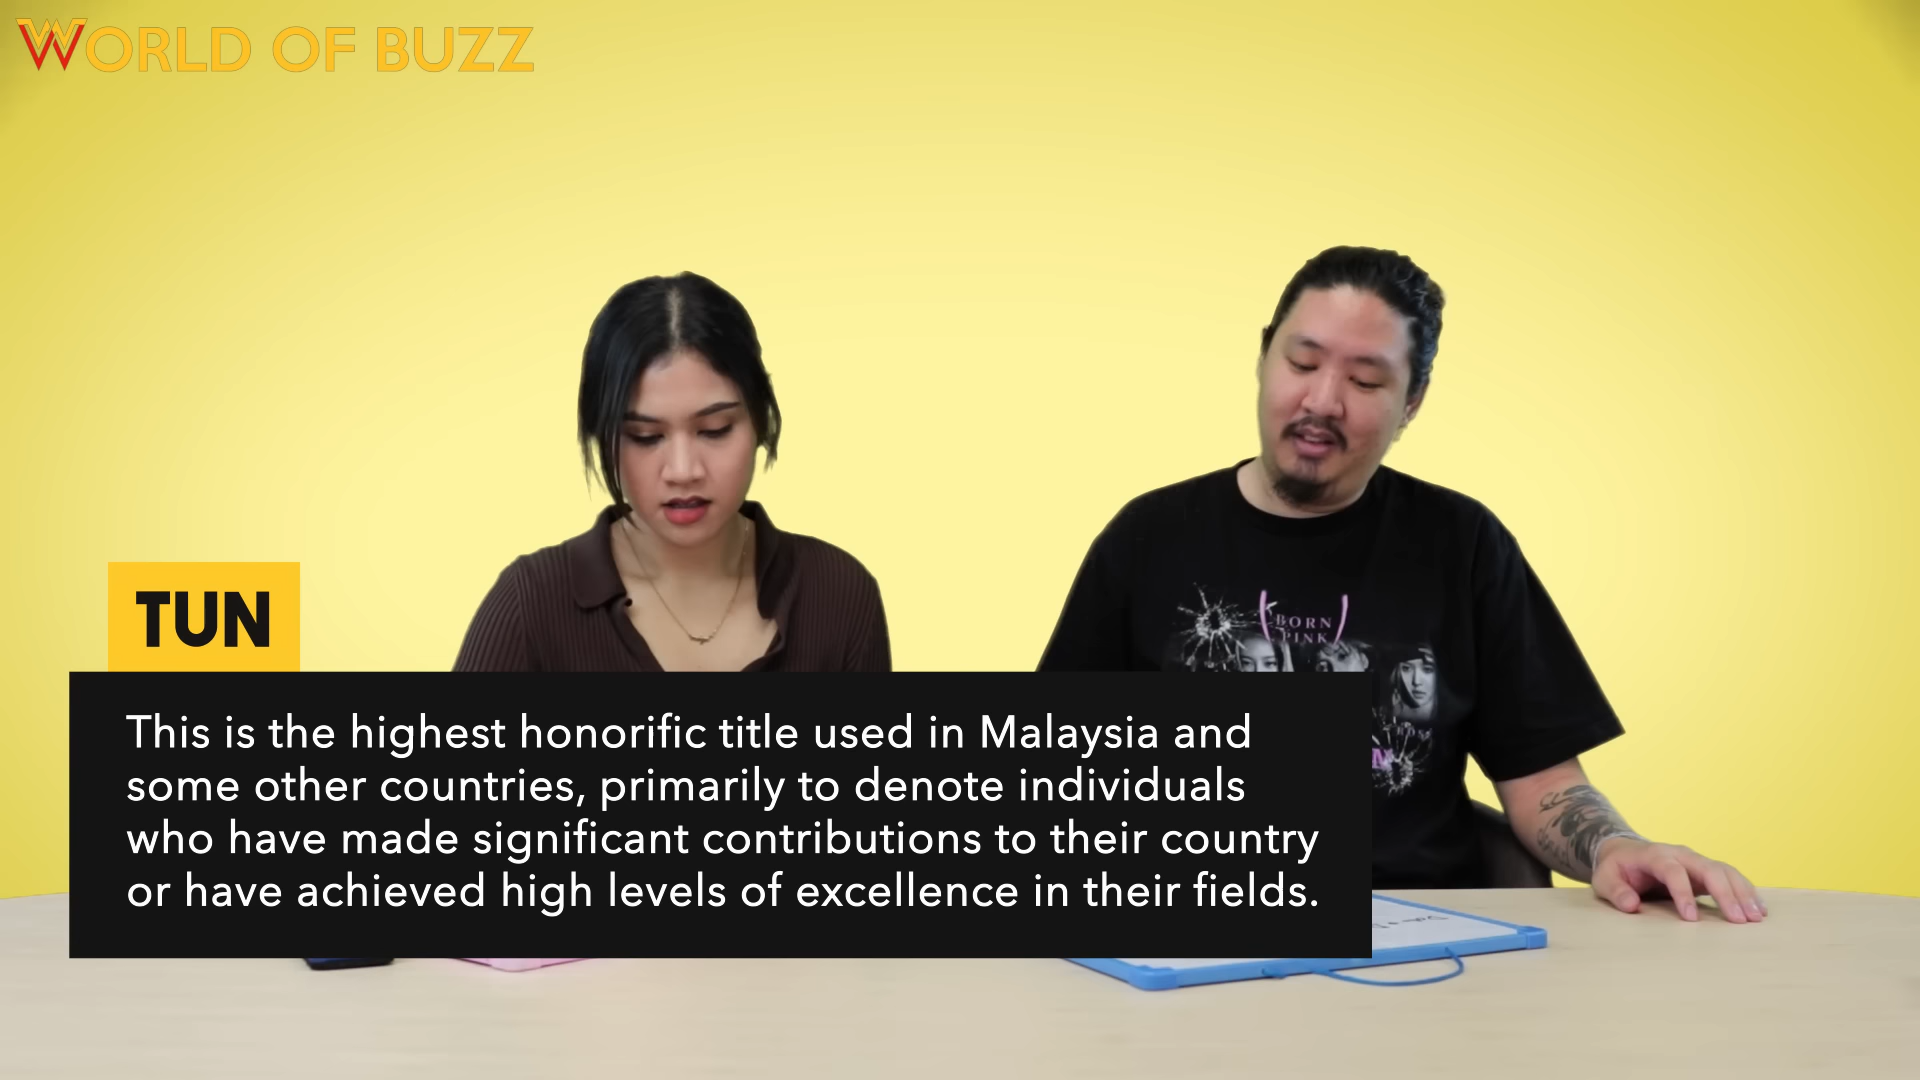 WORLD OF BUZZ
TUN
This is the highest honorific title used in Malaysia and
some other countries, primarily to denote individuals
who have made significant contributions to their country
or have achieved high levels of excellence in their fields.
BORN
PINK